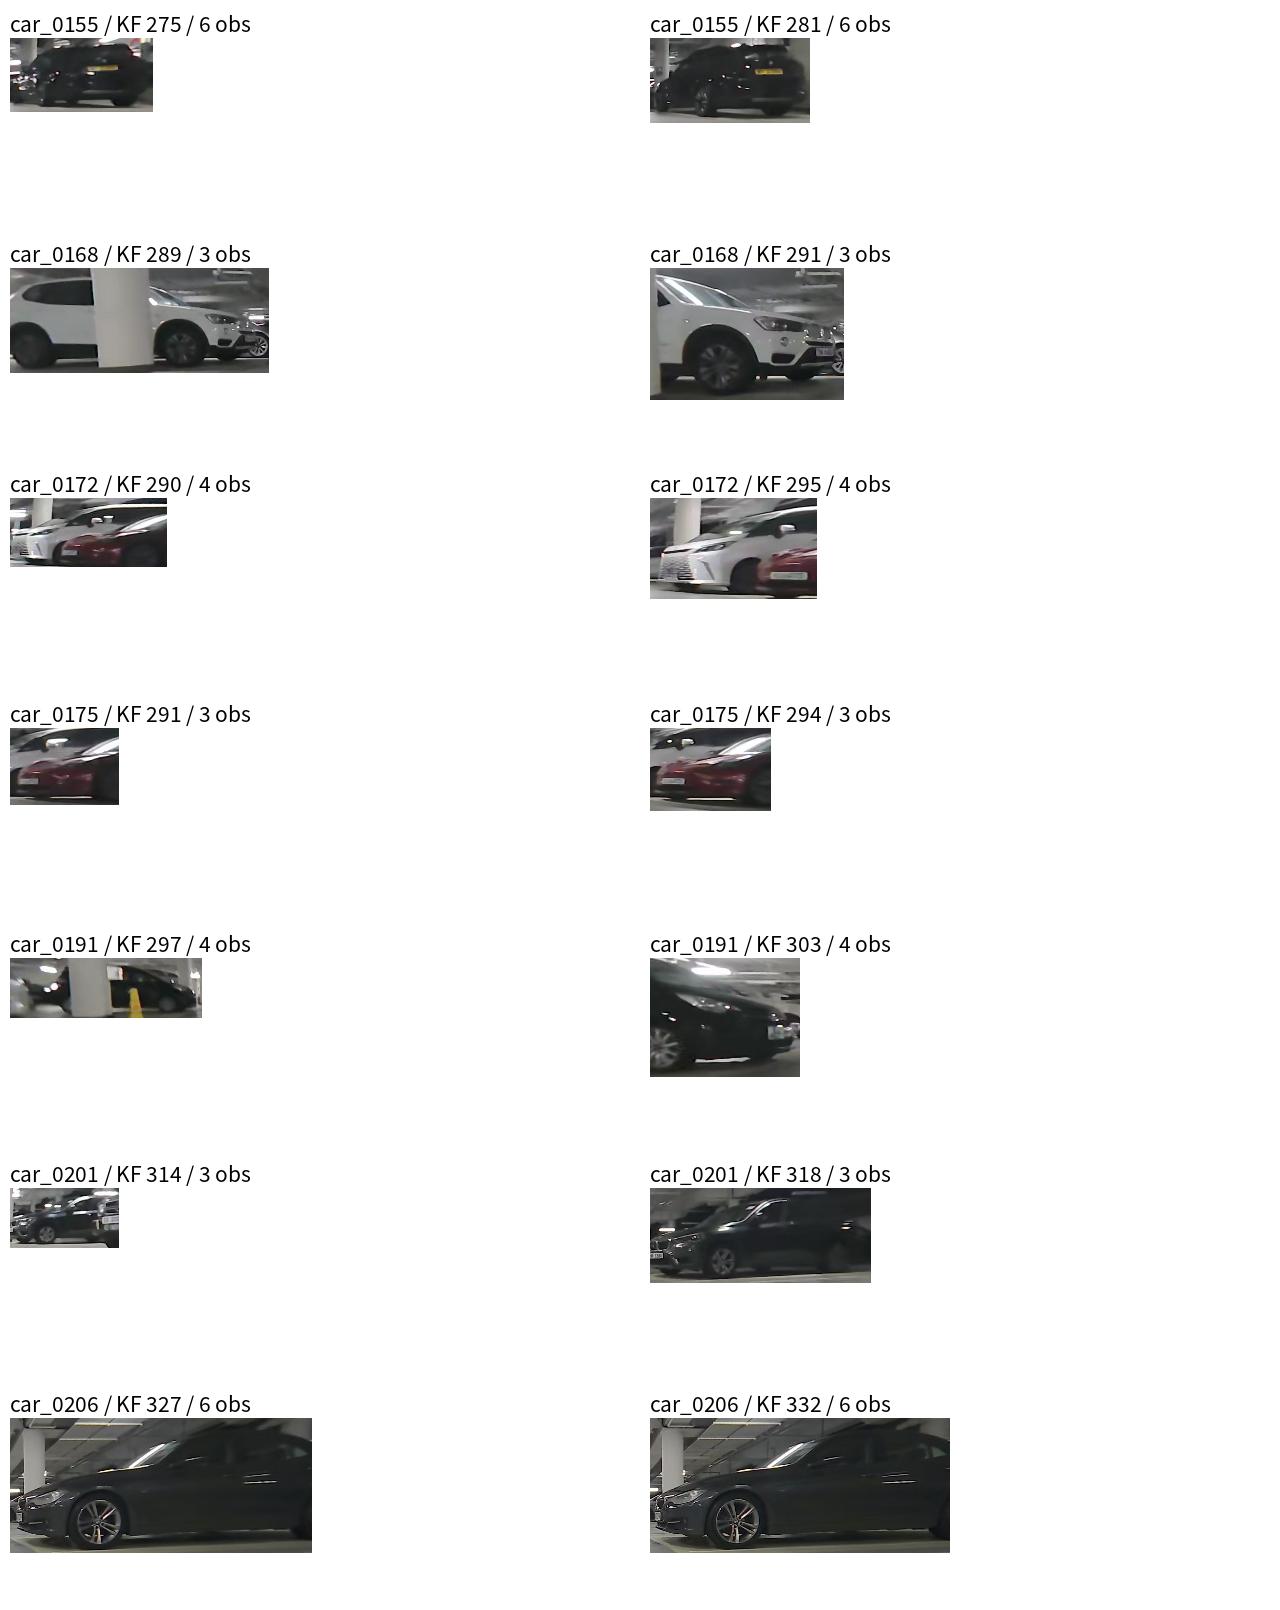 car_0155 / KF 275 / 6 obs
car_0155 / KF 281 / 6 obs
car_0168 / KF 289 / 3 obs
car_0168 / KF 291 / 3 obs
car_0172 / KF 290 / 4 obs
car_0172 / KF 295 / 4 obs
car_0175 / KF 291 / 3 obs
car_0175 / KF 294 / 3 obs
car_0191 / KF 297 / 4 obs
car_0191 / KF 303 / 4 obs
car_0201 / KF 314 / 3 obs
car_0201 / KF 318 / 3 obs
car_0206 / KF 327 / 6 obs
car_0206 / KF 332 / 6 obs